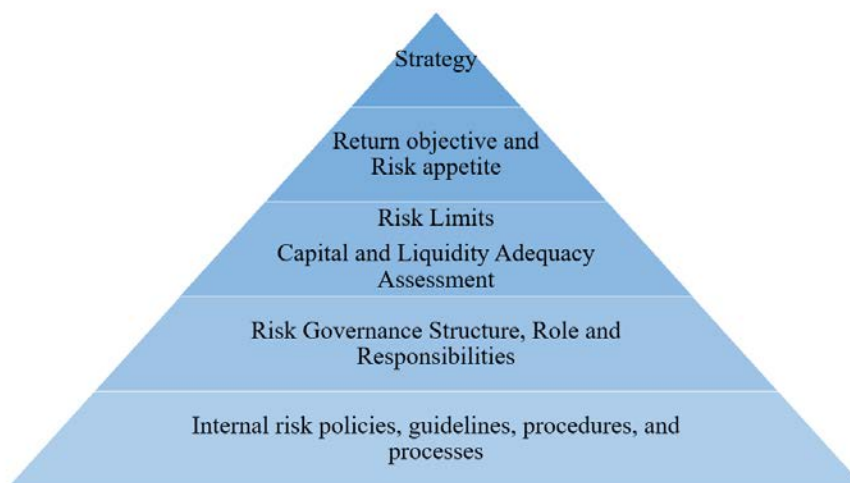 Strategy
Return objective and
Risk appetite
Risk Limits
Capital and Liquidity Adequacy
Assessment
Risk Governance Structure, Role and
Responsibilities
Internal risk policies, guidelines, procedures, and
processes